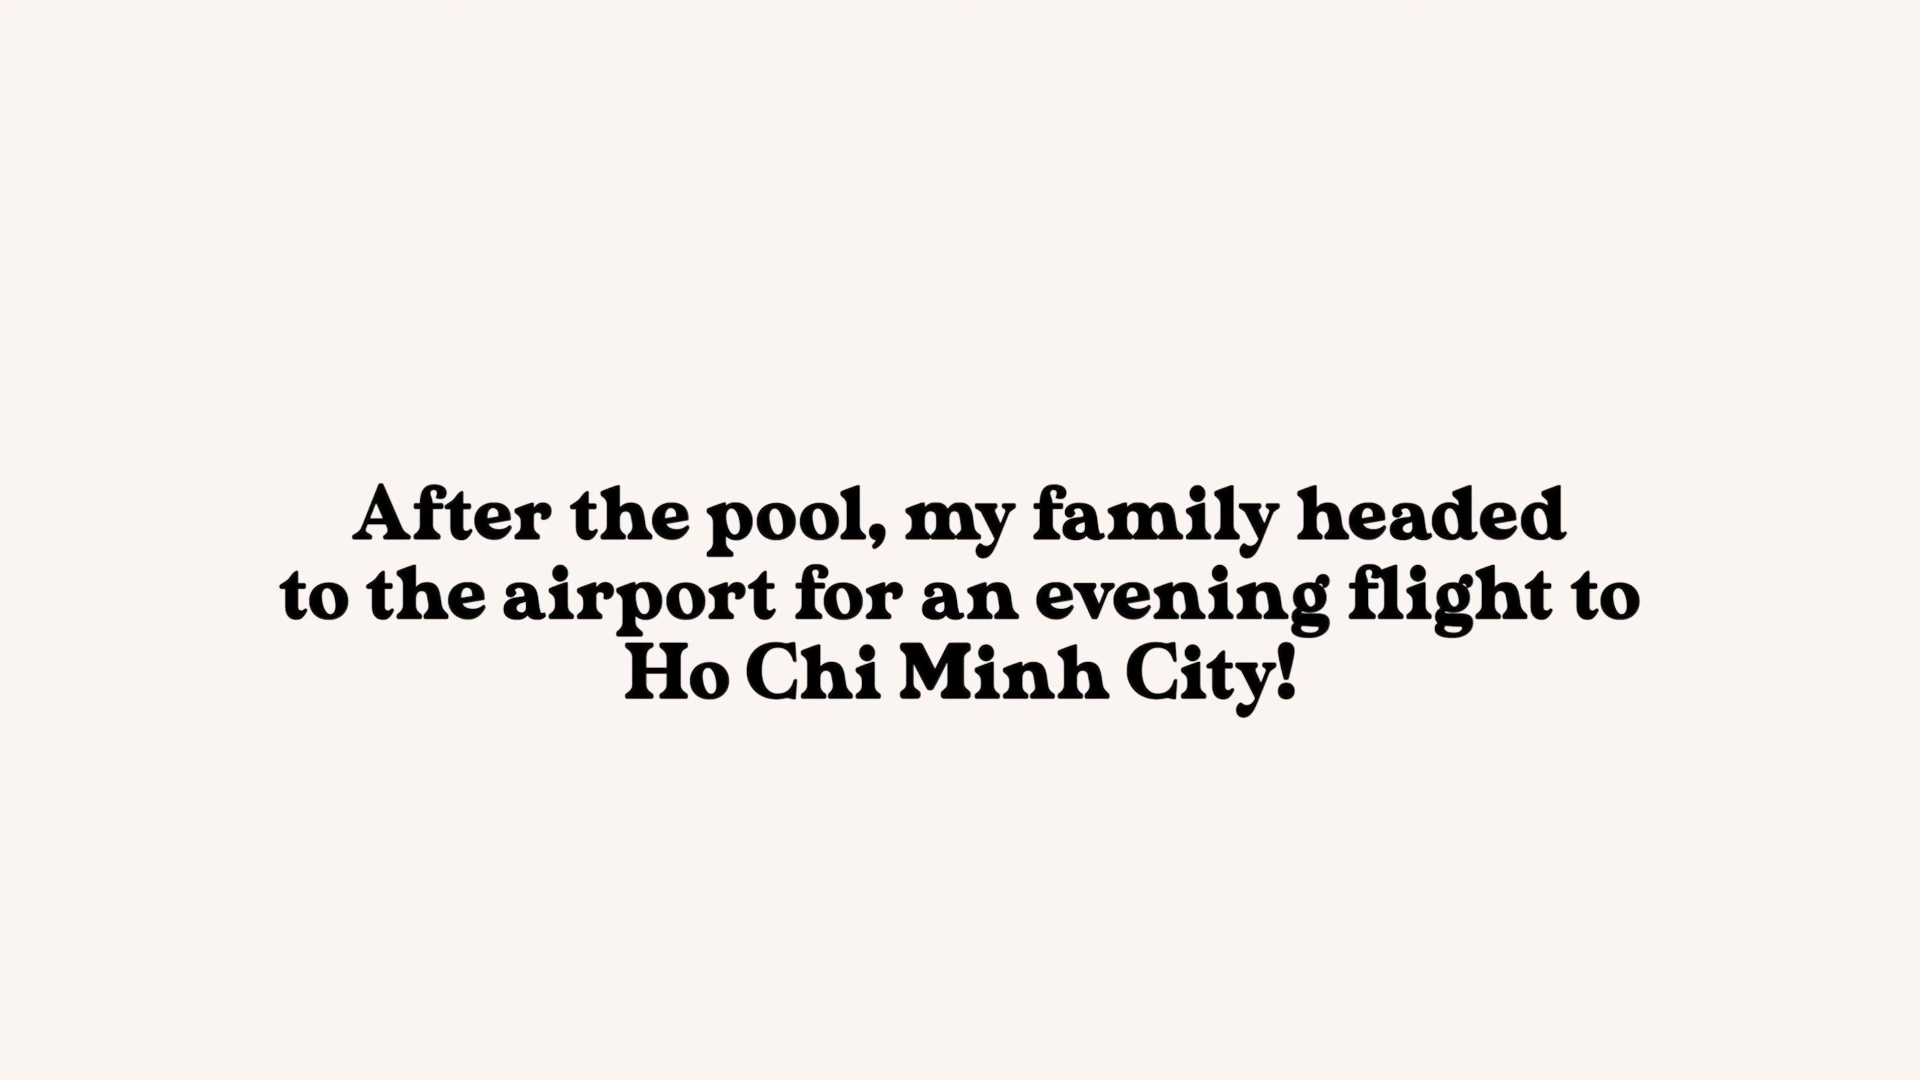 After the pool, my family headed
to the airport for an evening flight to
Ho Chi Minh City!